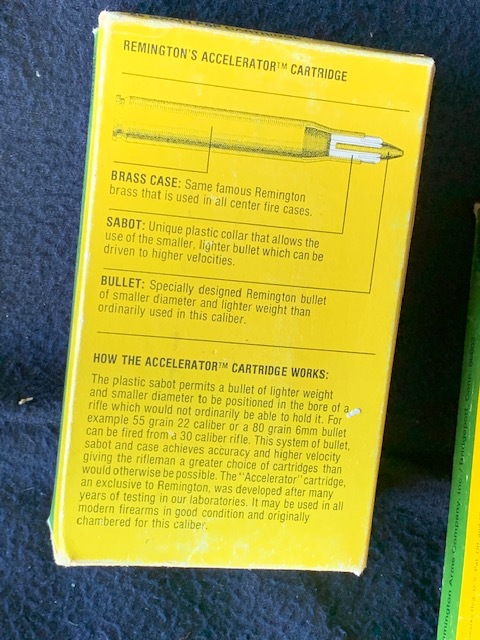 REMINGTON'S ACCELERATOR™ CARTRIDGE
BRASS CASE: Same famous Remington
brass that is used in all center fire cases.
SABOT: Unique plastic collar that allows the
use of the smaller, lighter bullet which can be
driven to higher velocities.
BULLET: Specially designed Remington bullet
of smaller diameter and lighter weight than
ordinarily used in this caliber.
HOW THE ACCELERATOR™ CARTRIDGE WORKS:
The plastic sabot permits a bullet of lighter weight
and smaller diameter to be positioned in the bore of a
rifle which would not ordinarily be able to hold it. For
example 55 grain 22 caliber or a 80 grain 6mm bullet
can be fired from a 30 caliber rifle. This system of bullet,
sabot and case achieves accuracy and higher velocity
giving the rifleman a greater choice of cartridges than
would otherwise be possible. The "Accelerator" cartridge,
an exclusive to Remington, was developed after many
years of testing in our laboratories. It may be used in all
modern firearms in good condition and originally
chambered for this caliber.
mington Arms Company, Inc. / Bridgeport, Conn.